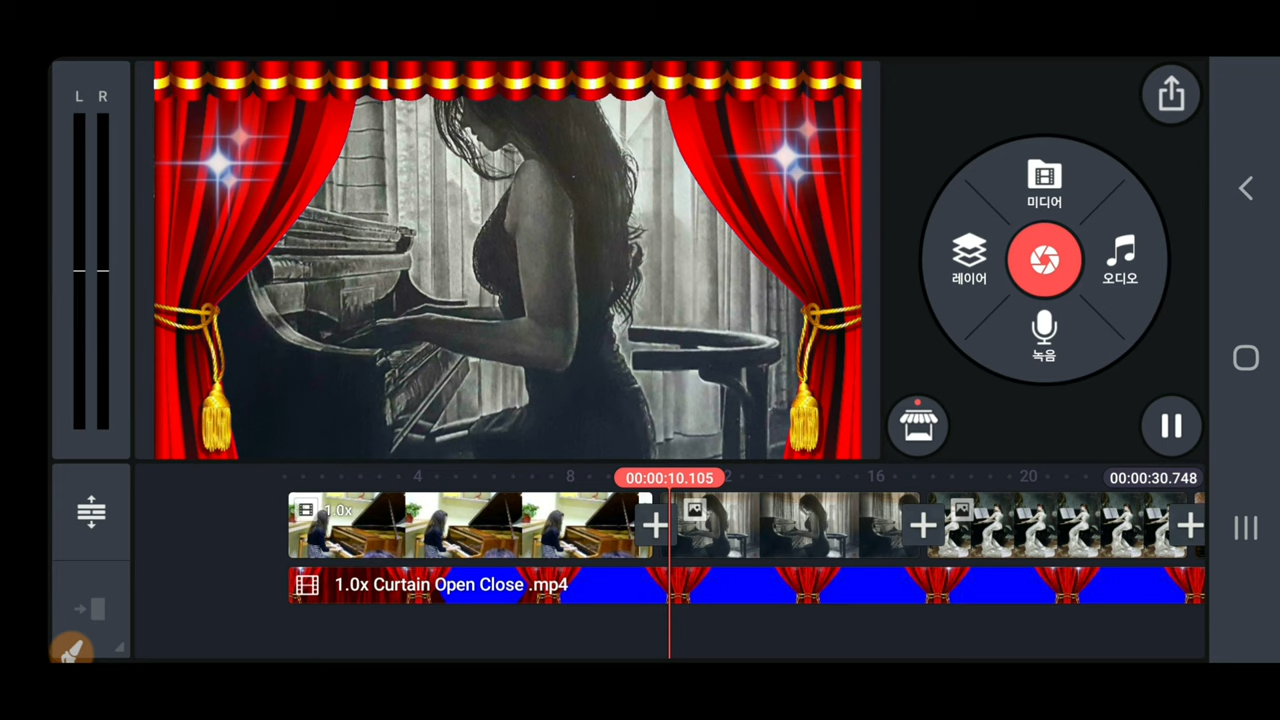 L R
미디어
레이어
오디오
녹음
4
8
00:00:10.105
2
16
20
00:00:30.748
1.0x
1.0x Curtain Open Close .mp4